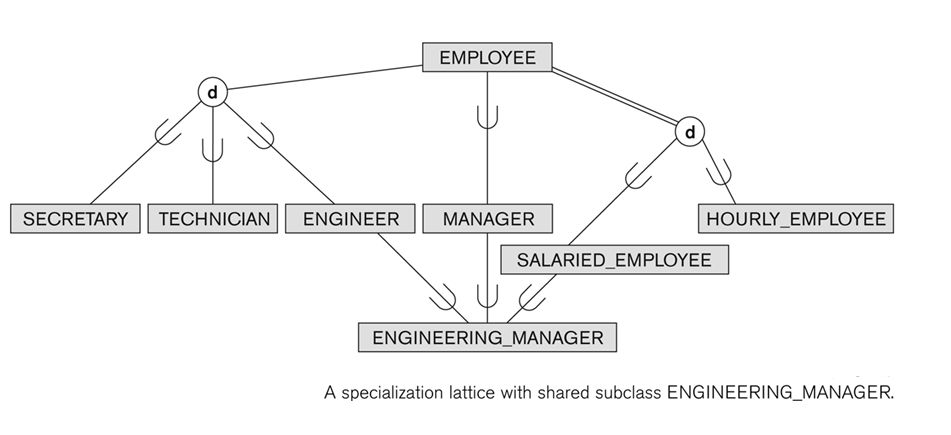 EMPLOYEE
d
d
SECRETARY
TECHNICIAN
ENGINEER
MANAGER
HOURLY_EMPLOYEE
SALARIED_EMPLOYEE
ENGINEERING_MANAGER
A specialization lattice with shared subclass ENGINEERING_MANAGER.